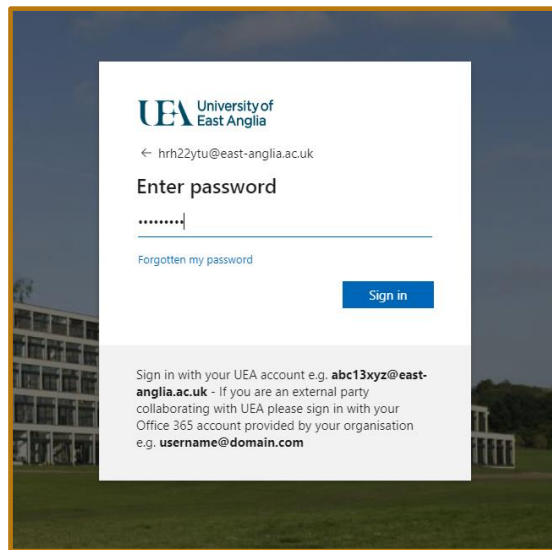 UEA University of
East Anglia
← hrh22ytu@east-anglia.ac.uk
Enter password
•••••••••
Forgotten my password
Sign in
Sign in with your UEA account e.g. abc13xyz@east-
anglia.ac.uk - If you are an external party
collaborating with UEA please sign in with your
Office 365 account provided by your organisation
e.g. username@domain.com